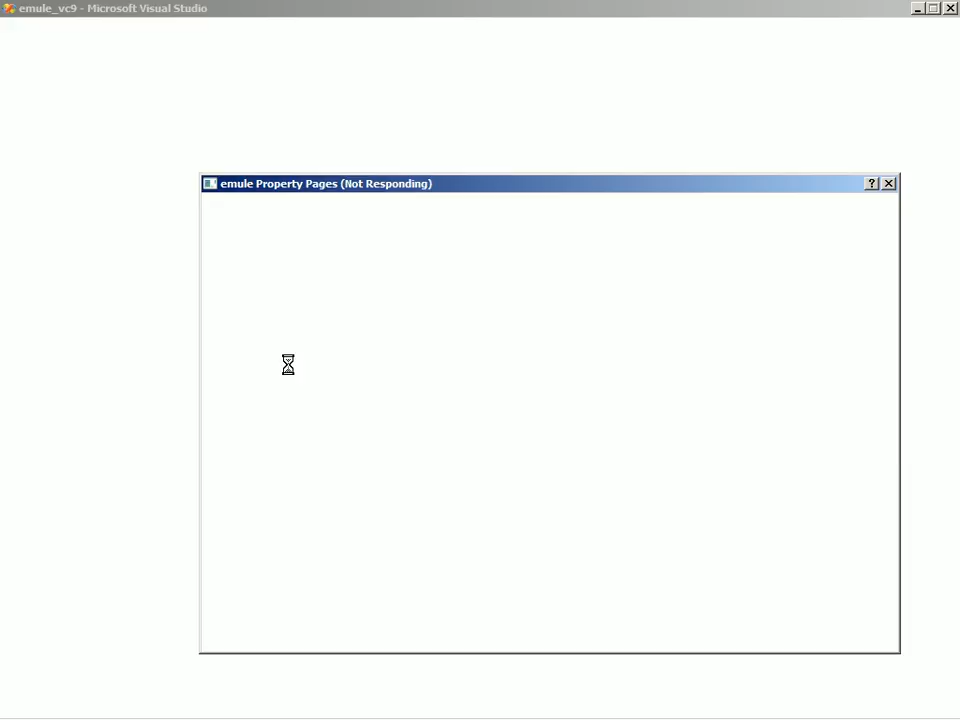 emule_vc9 - Microsoft Visual Studio
emule Property Pages (Not Responding)